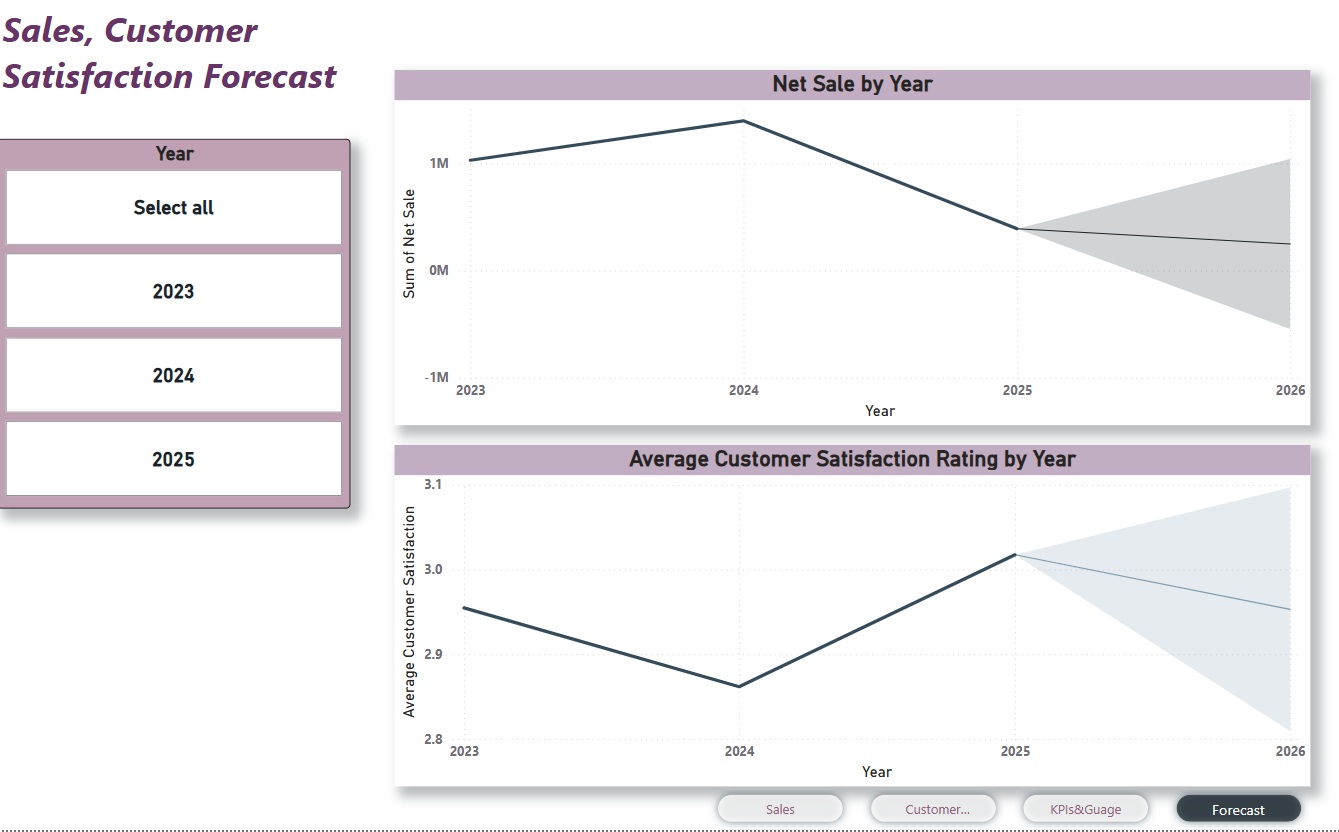 Sales, Customer
Satisfaction Forecast
Year
Select all
2023
2024
2025
Net Sale by Year
Sum of Net Sale
1M
0M
-1M
2023
2024
2025
2026
Year
Average Customer Satisfaction Rating by Year
Average Customer Satisfaction
3.1
3.0
2.9
2.8
2023
2024
2025
2026
Year
Sales
Customer...
KPIs&Guage
Forecast